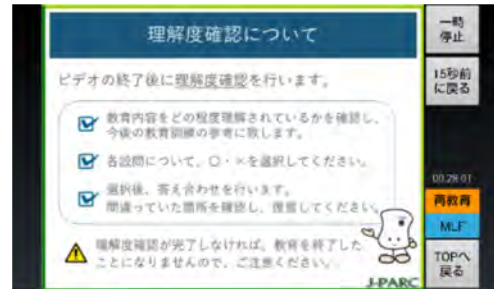 理解度確認について
ビデオの終了後に理解度確認を行います。
教育内容をどの程度理解されているかを確認し、
今後の教育訓練の参考に致します。
各設問について、○・×を選択してください。
選択後、答え合わせを行います。
間違っていた箇所を確認し、復習してください。
理解度確認が完了しなければ、教育を終了した
ことになりませんので、ご注意ください。
J-PARC
一時
停止
15秒前
に戻る
00:28:01
再教育
MLF
TOPへ
戻る